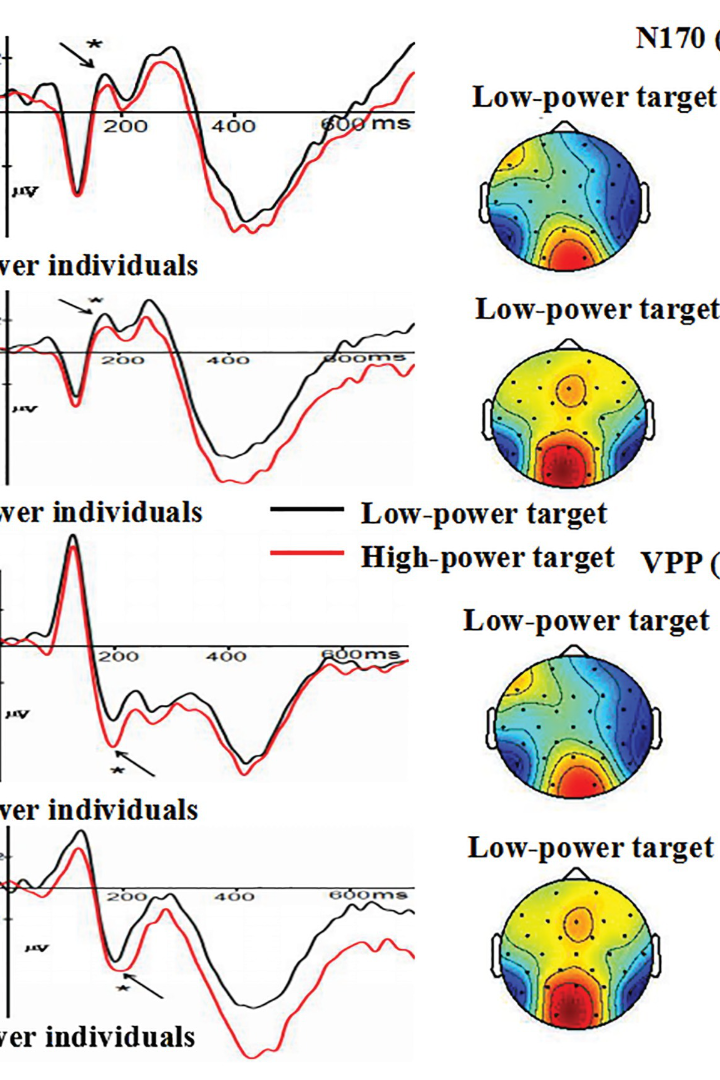 N170 (
*
Low-power target
200 400 600 ms
μV
wer individuals
*
Low-power target
200 400 600ms
μV
wer individuals
Low-power target
High-power target
VPP (
Low-power target
200 400 600ms
μV
*
wer individuals
Low-power target
200 400 600ms
μV
*
wer individuals